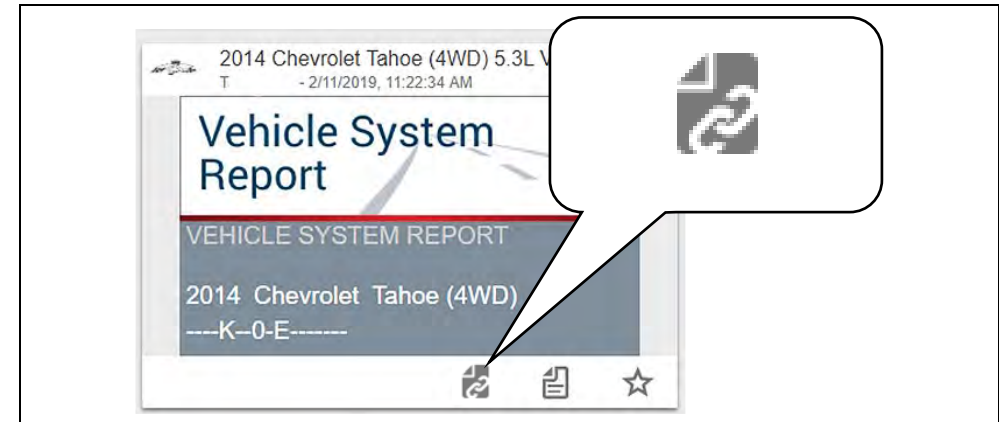 2014 Chevrolet Tahoe (4WD) 5.3L V
T - 2/11/2019, 11:22:34 AM
Vehicle System
Report
VEHICLE SYSTEM REPORT
2014 Chevrolet Tahoe (4WD)
----K--0-E-------